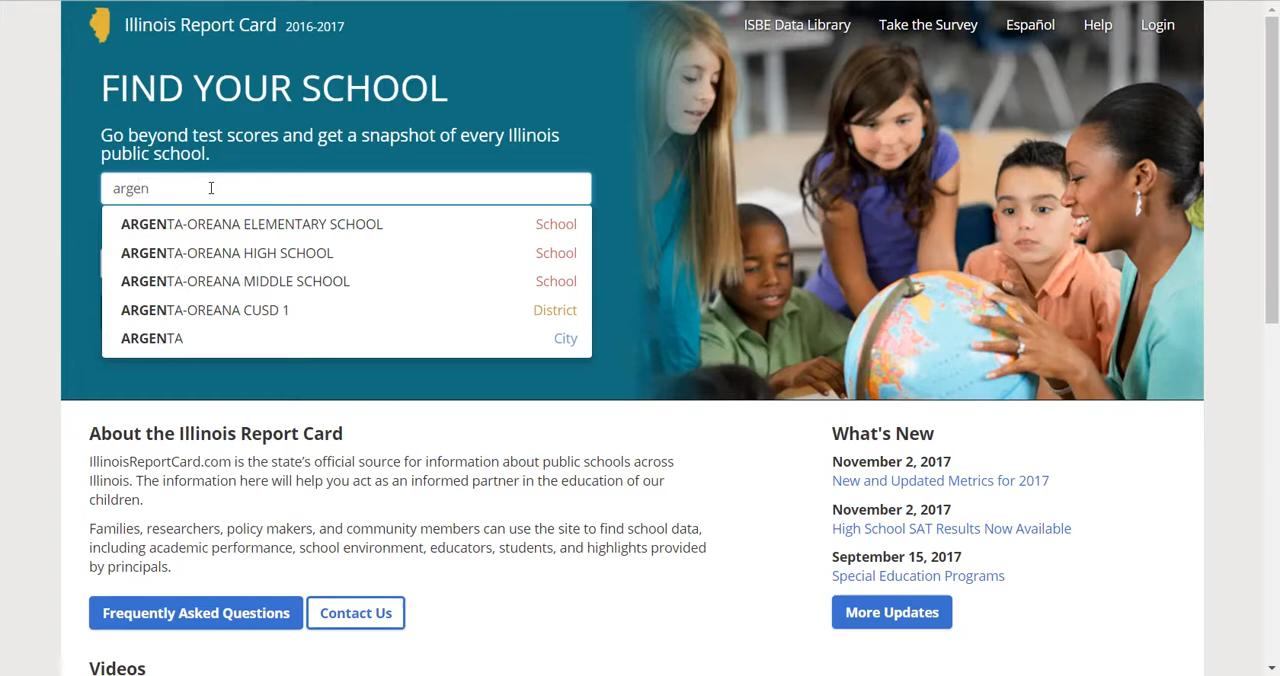 Illinois Report Card 2016-2017
ISBE Data Library Take the Survey Español Help Login
FIND YOUR SCHOOL
Go beyond test scores and get a snapshot of every Illinois
public school.
argen
ARGENTA-OREANA ELEMENTARY SCHOOL School
ARGENTA-OREANA HIGH SCHOOL School
ARGENTA-OREANA MIDDLE SCHOOL School
ARGENTA-OREANA CUSD 1 District
ARGENTA City
About the Illinois Report Card
IllinoisReportCard.com is the state's official source for information about public schools across
Illinois. The information here will help you act as an informed partner in the education of our
children.
Families, researchers, policy makers, and community members can use the site to find school data,
including academic performance, school environment, educators, students, and highlights provided
by principals.
Frequently Asked Questions Contact Us
Videos
What's New
November 2, 2017
New and Updated Metrics for 2017
November 2, 2017
High School SAT Results Now Available
September 15, 2017
Special Education Programs
More Updates